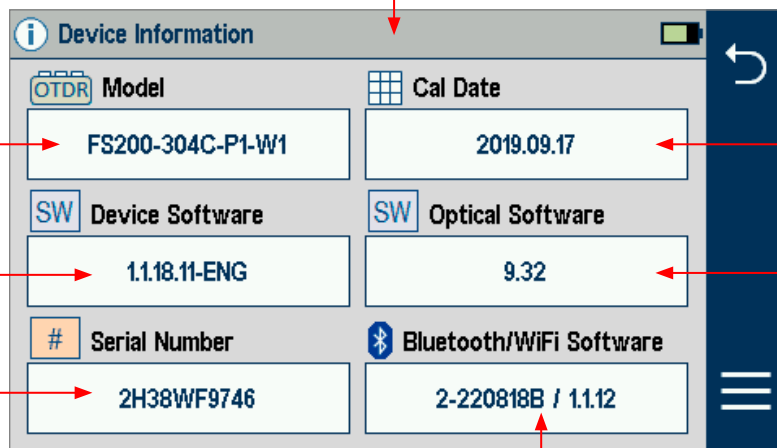 i Device Information
OTDR Model
Cal Date
FS200-304C-P1-W1
2019.09.17
SW Device Software
SW Optical Software
1.1.18.11-ENG
9.32
# Serial Number
Bluetooth/WiFi Software
2H38WF9746
2-220818B / 1.1.12